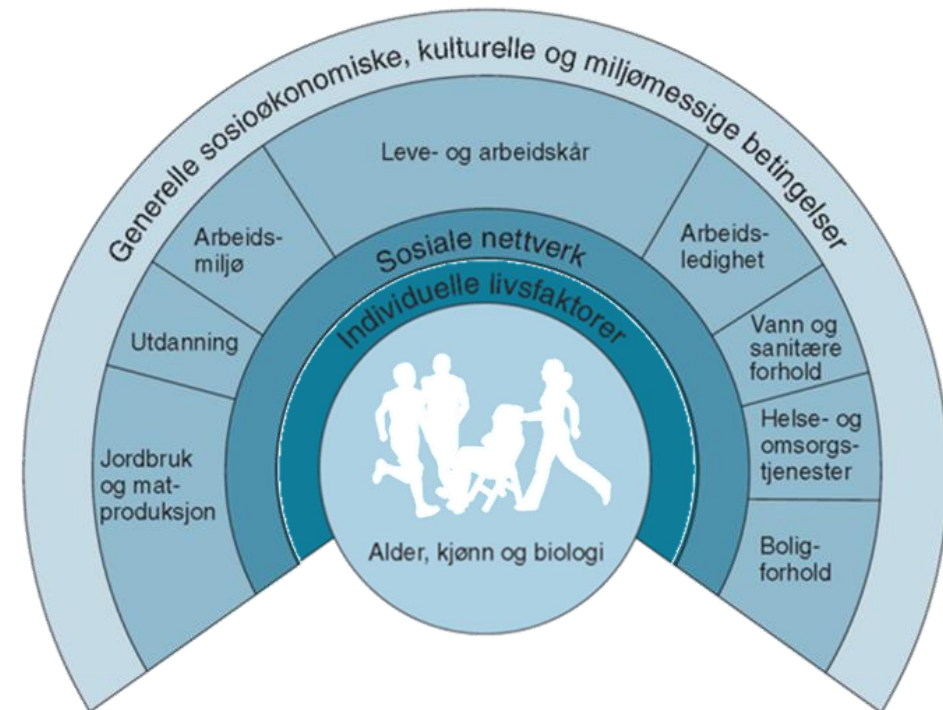 Generelle sosioøkonomiske, kulturelle og miljømessige betingelser
Leve- og arbeidskår
Arbeids-
miljø
Utdanning
Jordbruk
og mat-
produksjon
Arbeids-
ledighet
Vann og
sanitære
forhold
Helse- og
omsorgs-
tjenester
Bolig-
forhold
Sosiale nettverk
Individuelle livsfaktorer
Alder, kjønn og biologi